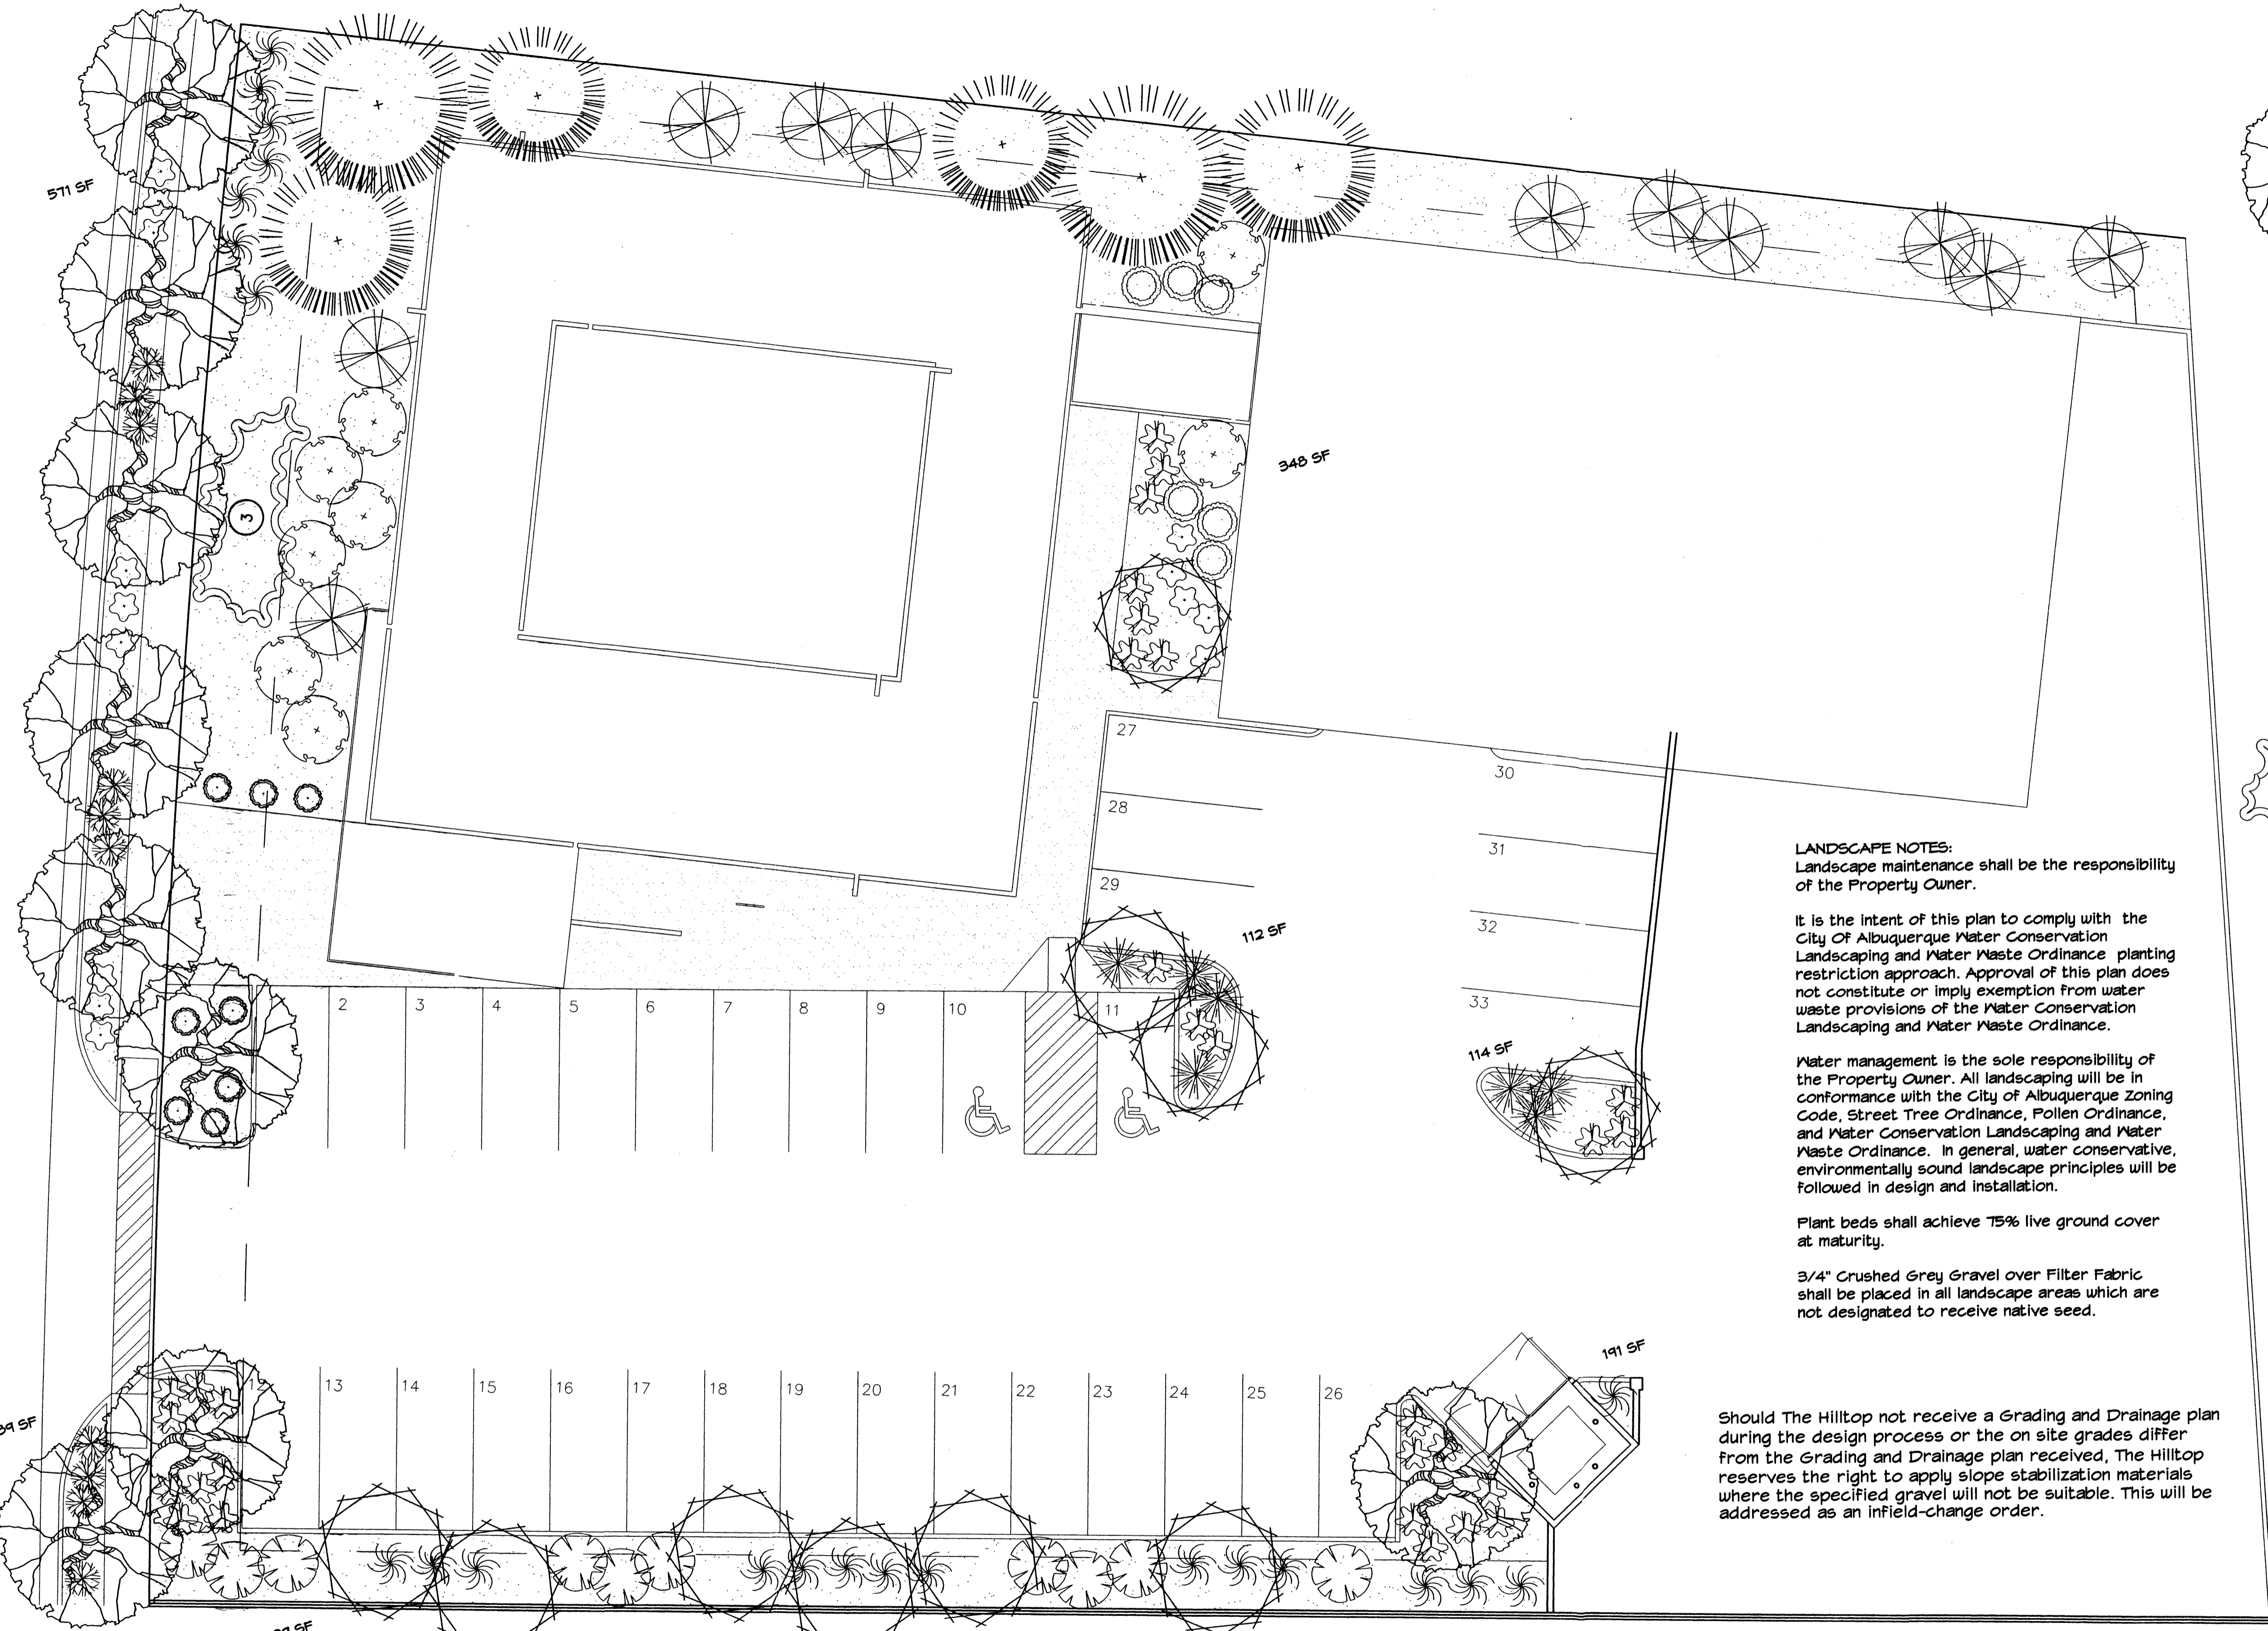 571 SF
3
348 SF
27
28
29
30
31
32
33
112 SF
114 SF
2
3
4
5
6
7
8
9
10
11
LANDSCAPE NOTES:
Landscape maintenance shall be the responsibility
of the Property Owner.
It is the intent of this plan to comply with the
City Of Albuquerque Water Conservation
Landscaping and Water Waste Ordinance planting
restriction approach. Approval of this plan does
not constitute or imply exemption from water
waste provisions of the Water Conservation
Landscaping and Water Waste Ordinance.
Water management is the sole responsibility of
the Property Owner. All landscaping will be in
conformance with the City of Albuquerque Zoning
Code, Street Tree Ordinance, Pollen Ordinance,
and Water Conservation Landscaping and Water
Waste Ordinance. In general, water conservative,
environmentally sound landscape principles will be
followed in design and installation.
Plant beds shall achieve 75% live ground cover
at maturity.
3/4" Crushed Grey Gravel over Filter Fabric
shall be placed in all landscape areas which are
not designated to receive native seed.
191 SF
12
13
14
15
16
17
18
19
20
21
22
23
24
25
26
39 SF
Should The Hilltop not receive a Grading and Drainage plan
during the design process or the on site grades differ
from the Grading and Drainage plan received, The Hilltop
reserves the right to apply slope stabilization materials
where the specified gravel will not be suitable. This will be
addressed as an infield-change order.
SF